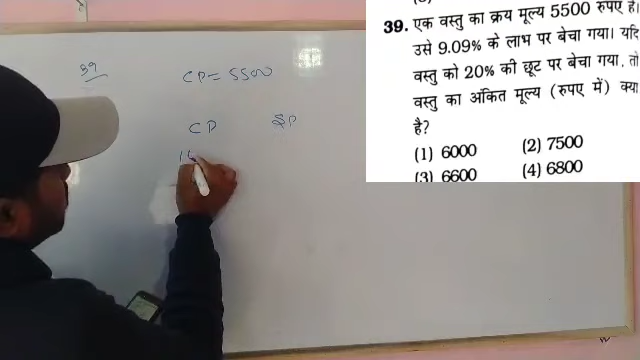 39. एक वस्तु का क्रय मूल्य 5500 रुपए है।
उसे 9.09% के लाभ पर बेचा गया। यदि
वस्तु को 20% की छूट पर बेचा गया, तो
वस्तु का अंकित मूल्य (रुपए में) क्या
है?
(1) 6000 (2) 7500
(3) 6600 (4) 6800
39
CP = 5500
CP SP